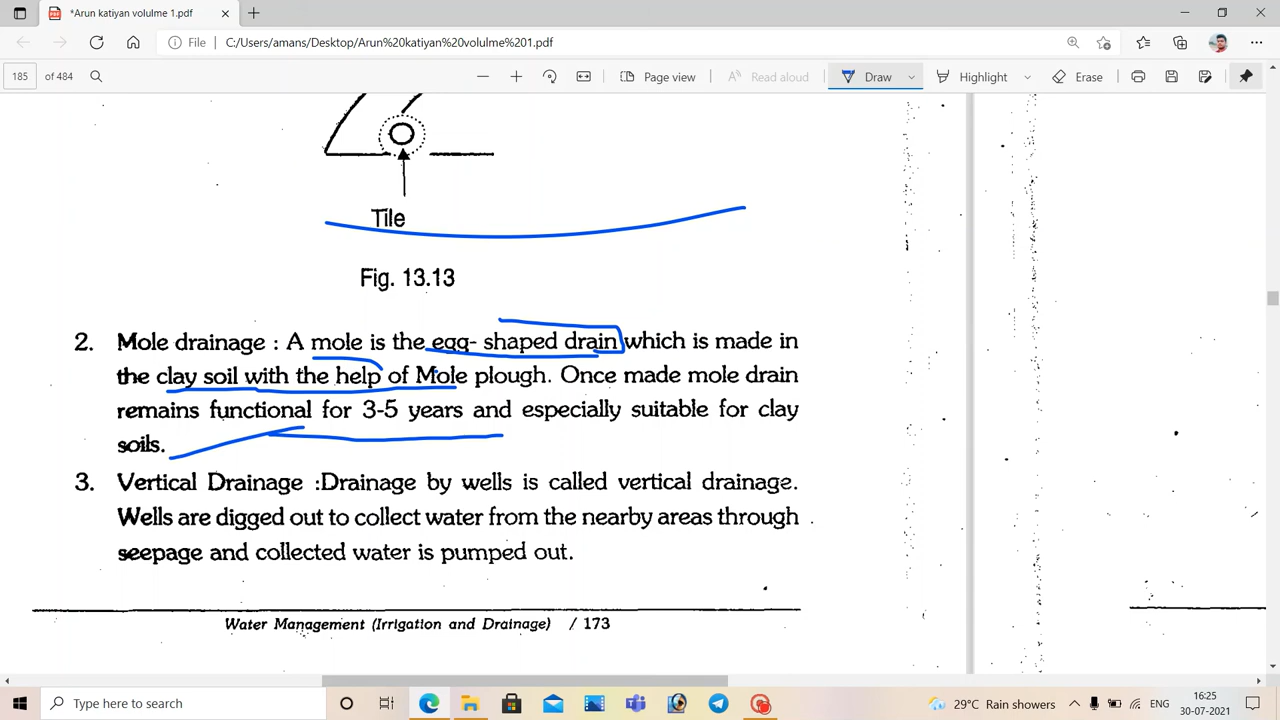 *Arun katiyan volulme 1.pdf
File
C:/Users/amans/Desktop/Arun%20katiyan%20volulme%201.pdf
185 of 484
Page view
Read aloud
Draw
Highlight
Erase
Tile
Fig. 13.13
2. Mole drainage : A mole is the egg- shaped drain which is made in
the clay soil with the help of Mole plough. Once made mole drain
remains functional for 3-5 years and especially suitable for clay
soils.
3. Vertical Drainage :Drainage by wells is called vertical drainage.
Wells are digged out to collect water from the nearby areas through
seepage and collected water is pumped out.
Water Management (Irrigation and Drainage) / 173
Type here to search
29°C Rain showers
ENG
16:25
30-07-2021